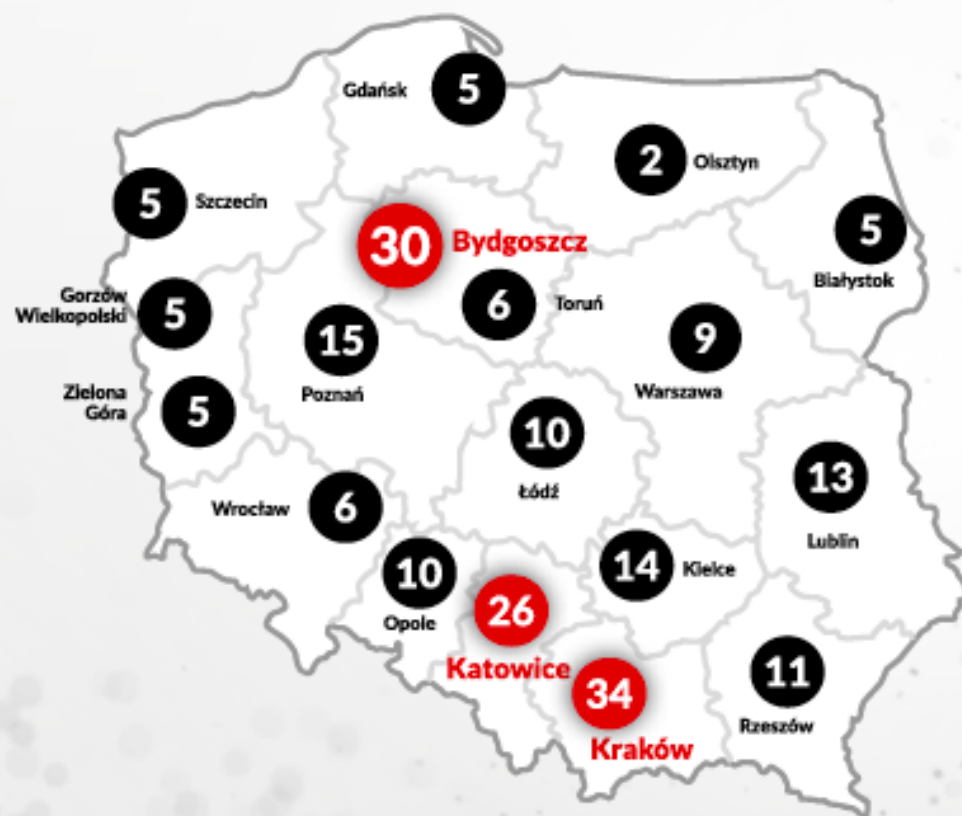 Gdańsk
5
2
Olsztyn
5
Szczecin
5
Białystok
30
Bydgoszcz
Gorzów
Wielkopolski
5
6
Toruń
15
Poznań
9
Warszawa
Zielona
Góra
5
10
Łódź
13
Lublin
Wrocław
6
10
Opole
14
Kielce
26
Katowice
34
Kraków
11
Rzeszów